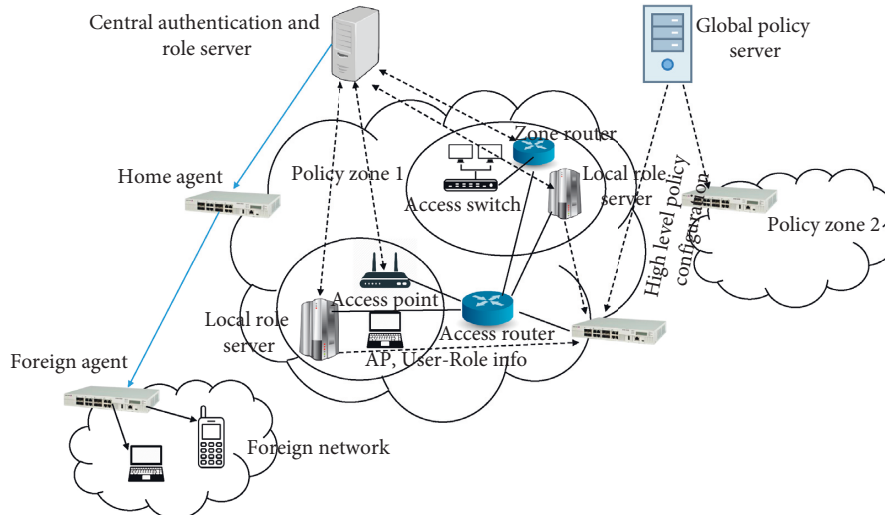 Central authentication and
role server
Global policy
server
Zone router
Policy zone 1
Home agent
Access switch
Local role
server
High level policy
configuration
Policy zone 2
Access point
Local role
server
Access router
AP, User-Role info
Foreign agent
Foreign network